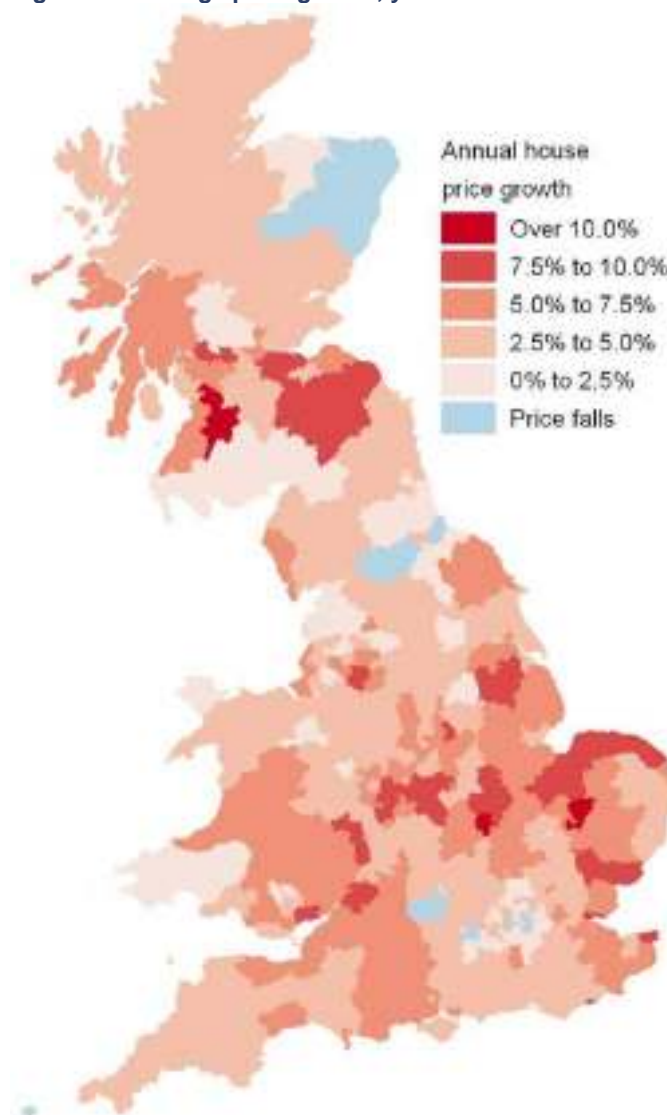 Annual house
price growth
Over 10.0%
7.5% to 10.0%
5.0% to 7.5%
2.5% to 5.0%
0% to 2.5%
Price falls